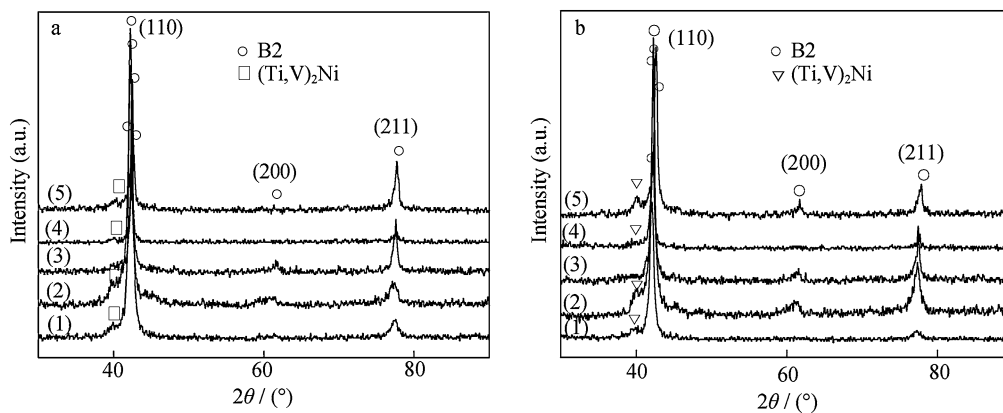 a
(110)
B2
(Ti,V)₂Ni
(211)
(200)
(5)
(4)
(3)
(2)
(1)
Intensity (a.u.)
40
60
80
2θ / (°)
b
(110)
B2
(Ti,V)₂Ni
(211)
(200)
(5)
(4)
(3)
(2)
(1)
Intensity (a.u.)
40
60
80
2θ / (°)